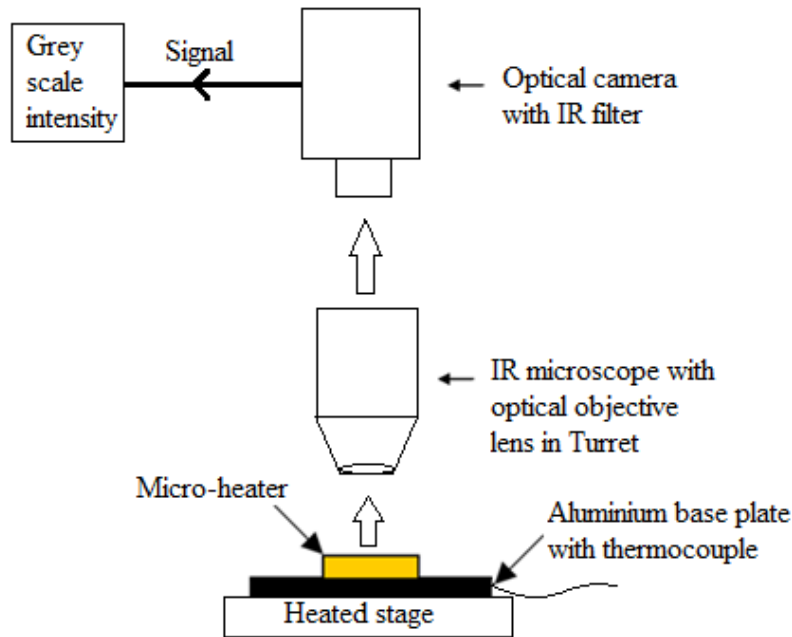 Grey
scale
intensity
Signal
Optical camera
with IR filter
IR microscope with
optical objective
lens in Turret
Micro-heater
Aluminium base plate
with thermocouple
Heated stage